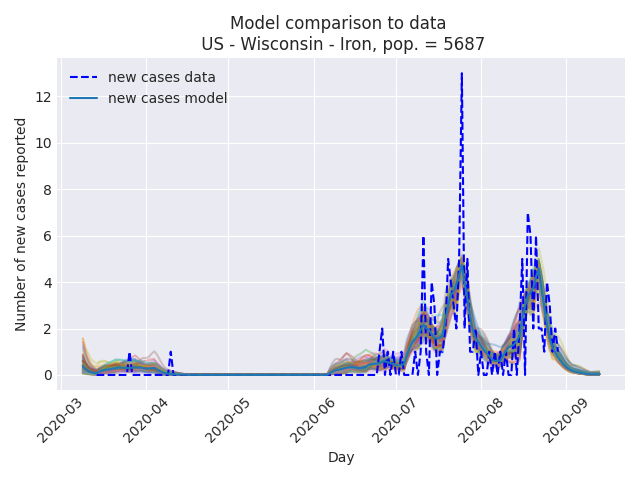 Model comparison to data
US - Wisconsin - Iron, pop. = 5687
new cases data
new cases model
Number of new cases reported
12
10
8
6
4
2
0
2020-03
2020-04
2020-05
2020-06
2020-07
2020-08
2020-09
Day